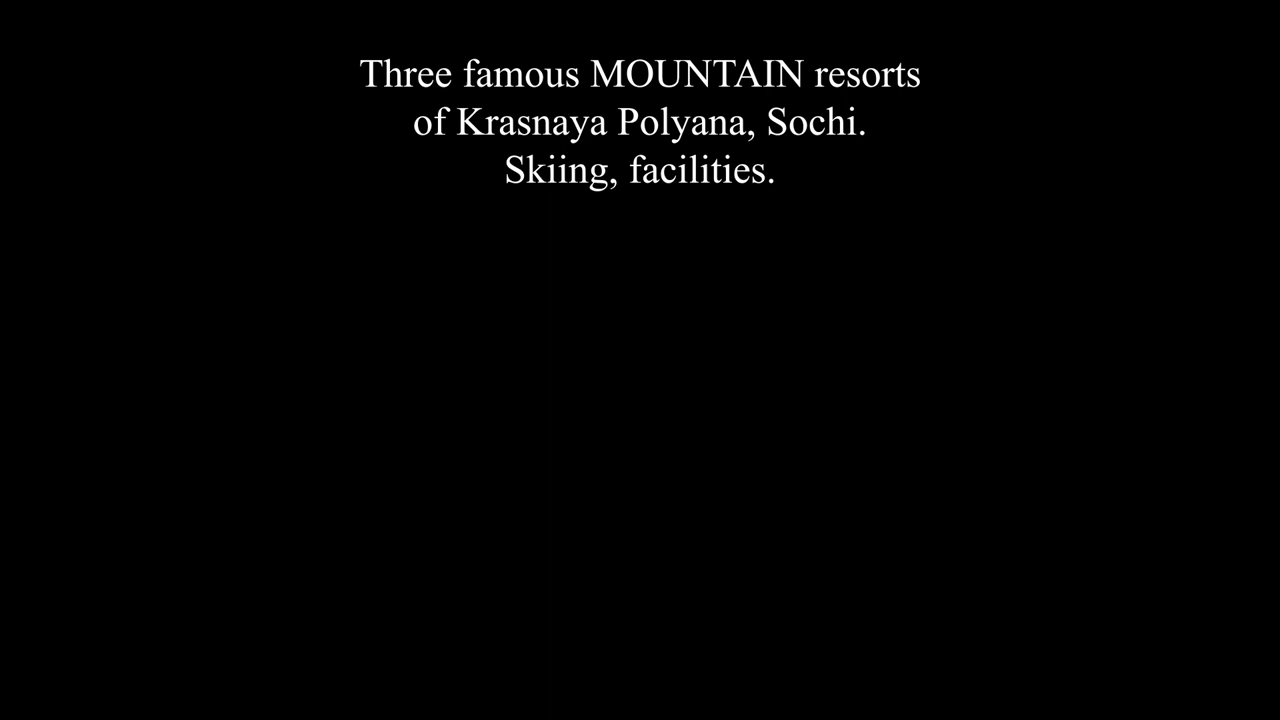 Three famous MOUNTAIN resorts
of Krasnaya Polyana, Sochi.
Skiing, facilities.